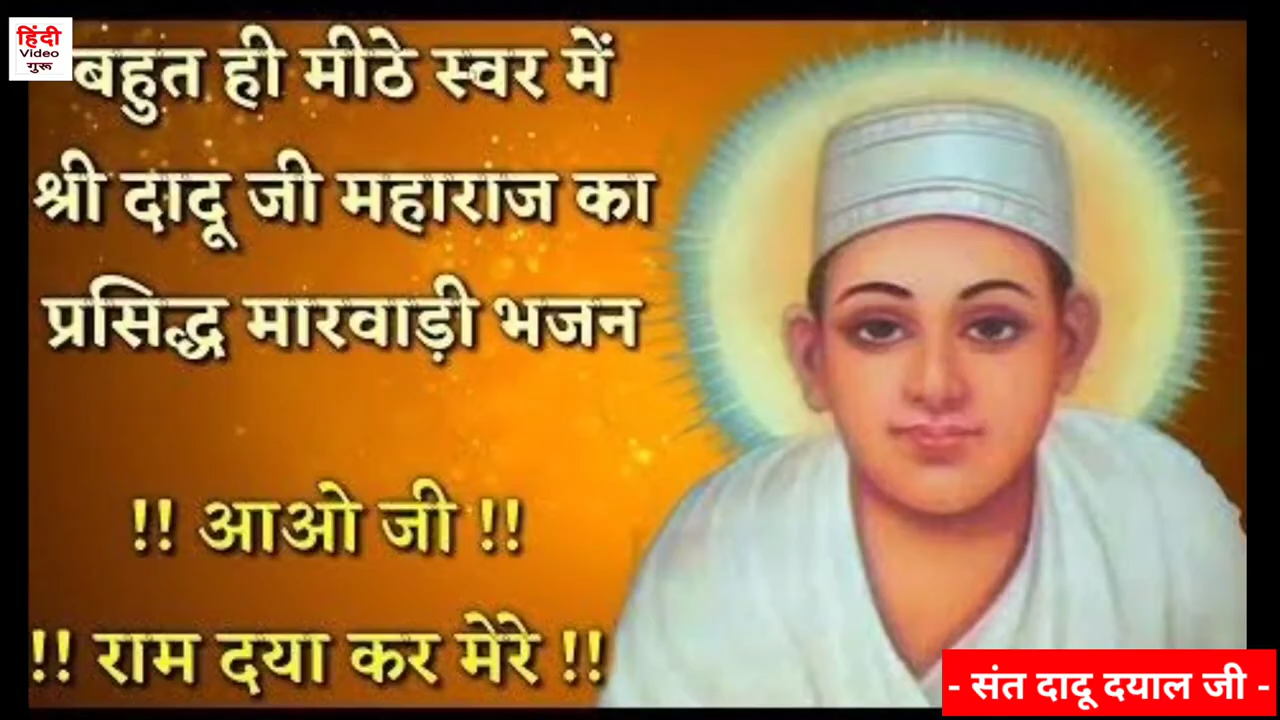 हिंदी
Video
गुरू
बहुत ही मीठे स्वर में
श्री दादू जी महाराज का
प्रसिद्ध मारवाड़ी भजन
!! आओ जी !!
!! राम दया कर मेरे !!
- संत दादू दयाल जी -